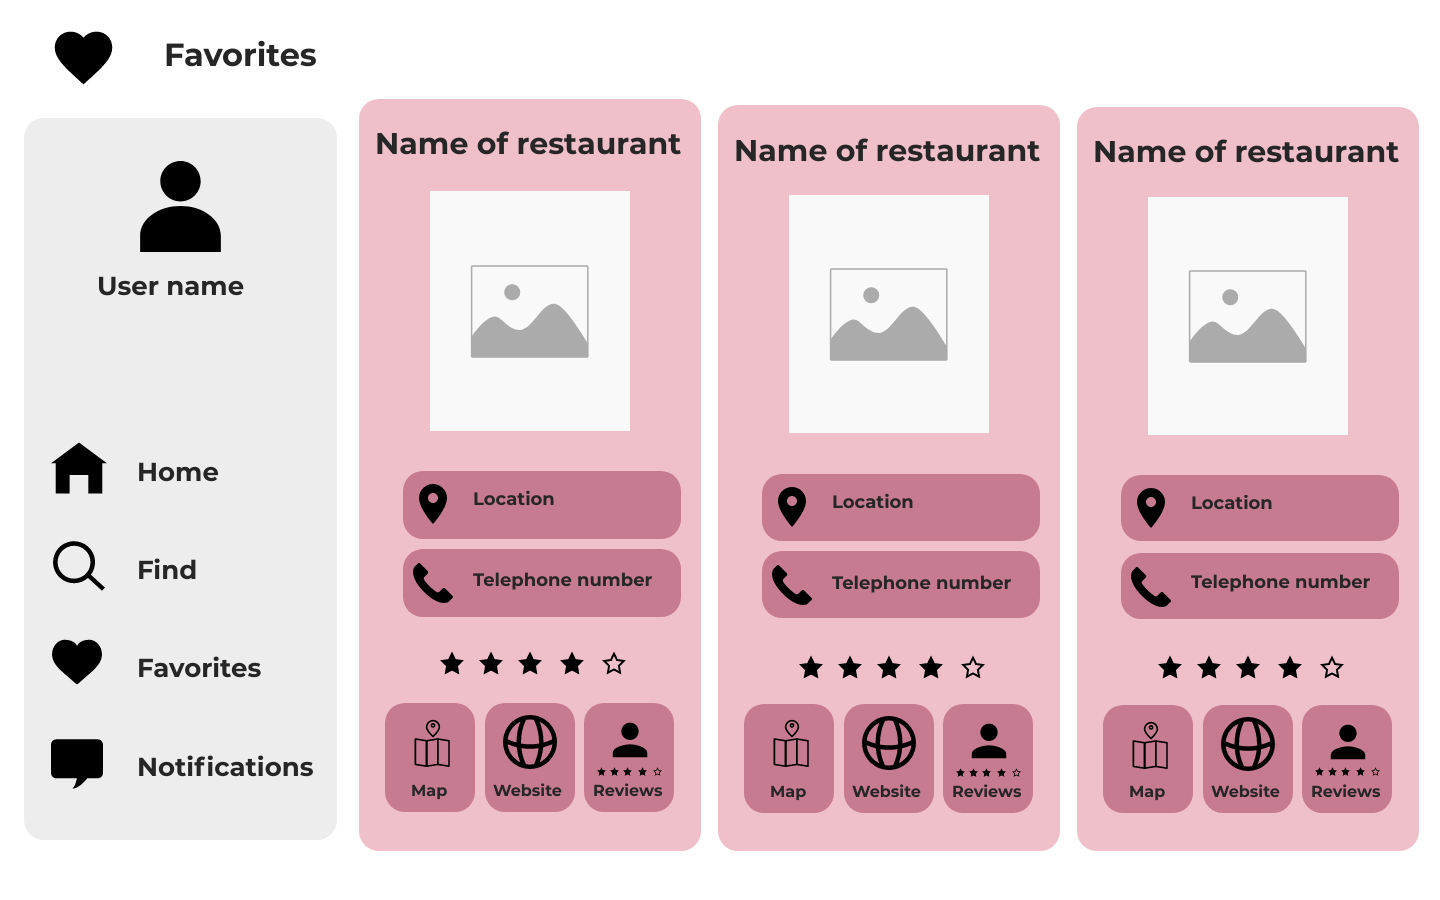 Favorites
User name
Home
Find
Favorites
Notifications
Name of restaurant
Location
Telephone number
Map
Website
Reviews
Name of restaurant
Location
Telephone number
Map
Website
Reviews
Name of restaurant
Location
Telephone number
Map
Website
Reviews